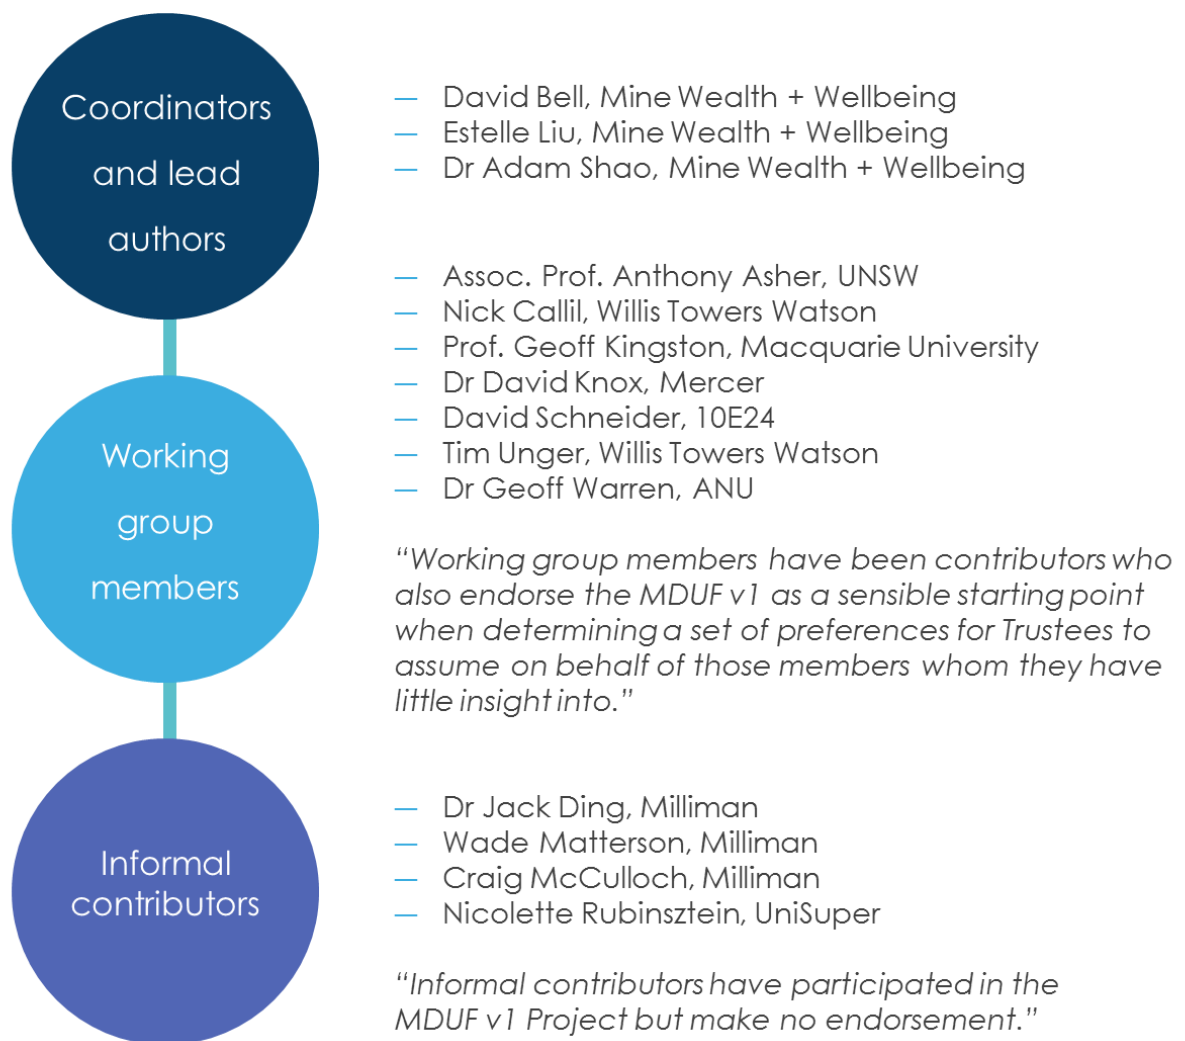 Coordinators
and lead
authors
— David Bell, Mine Wealth + Wellbeing
— Estelle Liu, Mine Wealth + Wellbeing
— Dr Adam Shao, Mine Wealth + Wellbeing
Working
group
members
— Assoc. Prof. Anthony Asher, UNSW
— Nick Callil, Willis Towers Watson
— Prof. Geoff Kingston, Macquarie University
— Dr David Knox, Mercer
— David Schneider, 10E24
— Tim Unger, Willis Towers Watson
— Dr Geoff Warren, ANU
“Working group members have been contributors who
also endorse the MDUF v1 as a sensible starting point
when determining a set of preferences for Trustees to
assume on behalf of those members whom they have
little insight into.”
Informal
contributors
— Dr Jack Ding, Milliman
— Wade Matterson, Milliman
— Craig McCulloch, Milliman
— Nicolette Rubinsztein, UniSuper
“Informal contributors have participated in the
MDUF v1 Project but make no endorsement.”